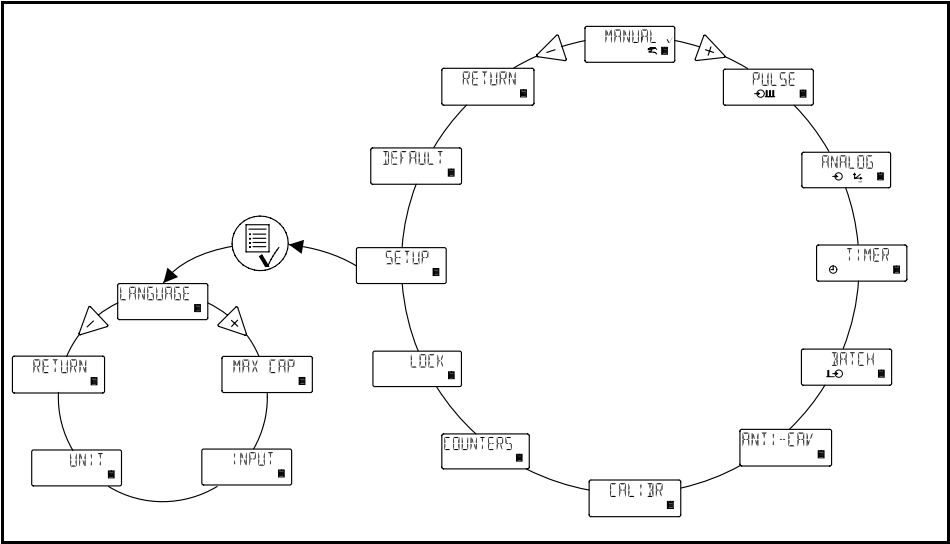 MANUAL
+
PULSE
ANALOG
TIMER
BATCH
ANTI-CAV
CALIBR
COUNTERS
LOCK
SETUP
DEFAULT
RETURN
-
LANGUAGE
+
MAX CAP
INPUT
UNIT
RETURN
-